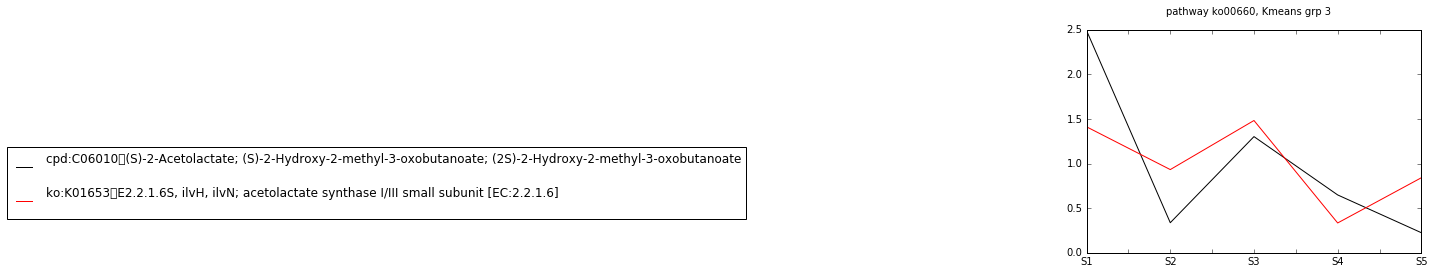 pathway ko00660, Kmeans grp 3
2.5
2.0
1.5
1.0
0.5
0.0
S1 S2 S3 S4 S5
cpd:C06010▯(S)-2-Acetolactate; (S)-2-Hydroxy-2-methyl-3-oxobutanoate; (2S)-2-Hydroxy-2-methyl-3-oxobutanoate
ko:K01653▯E2.2.1.6S, ilvH, ilvN; acetolactate synthase I/III small subunit [EC:2.2.1.6]